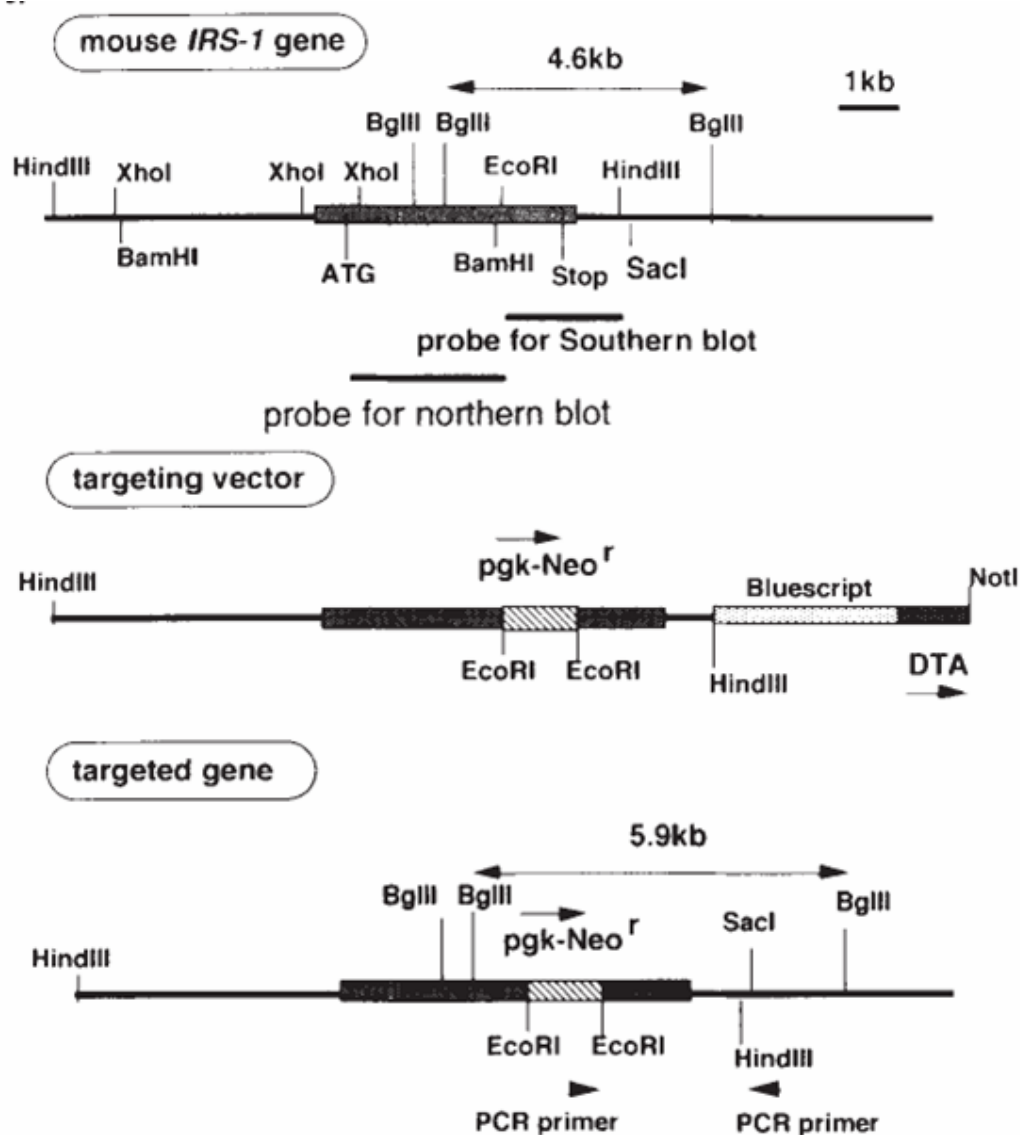 mouse IRS-1 gene
4.6kb
1kb
BglII BglII BglII
HindIII XhoI XhoI XhoI EcoRI HindIII
BamHI ATG BamHI Stop SacI
probe for Southern blot
probe for northern blot
targeting vector
pgk-Neo r
HindIII Bluescript NotI
EcoRI EcoRI HindIII DTA
targeted gene
5.9kb
BglII BglII pgk-Neo r SacI BglII
HindIII
EcoRI EcoRI HindIII
PCR primer PCR primer